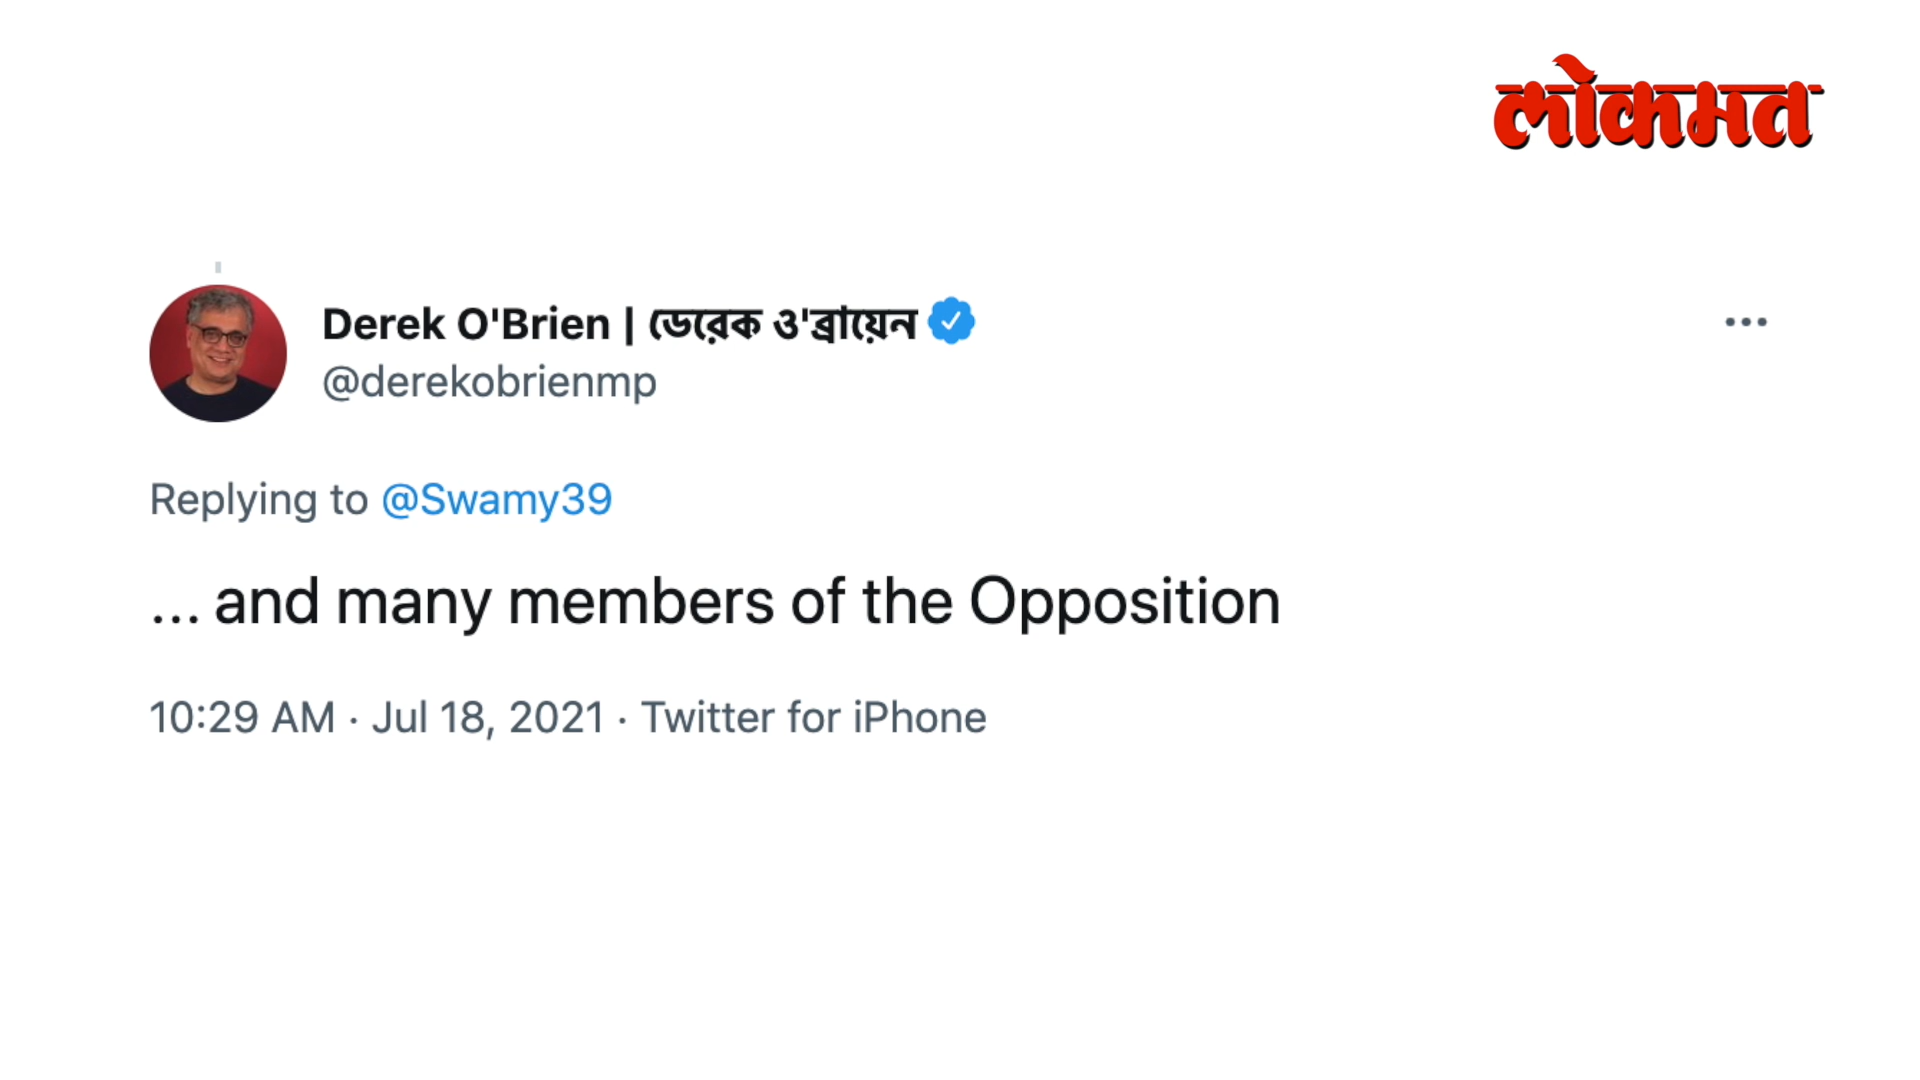 लोकमत
Derek O'Brien | ডেরেক ও'ব্রায়েন
@derekobrienmp
Replying to @Swamy39
... and many members of the Opposition
10:29 AM · Jul 18, 2021 · Twitter for iPhone